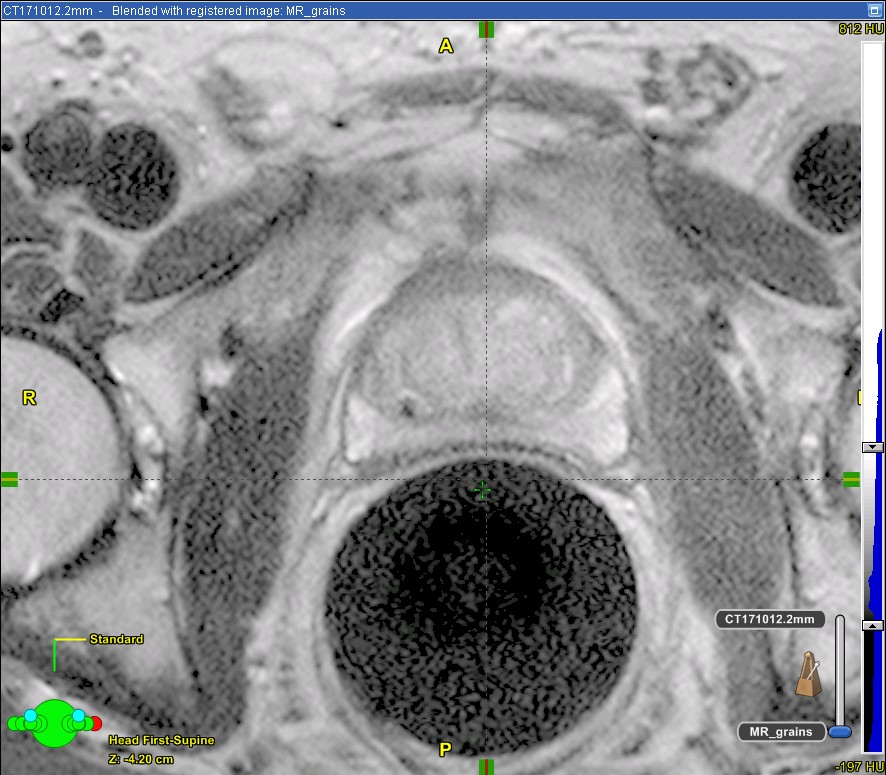 CT171012.2mm - Blended with registered image: MR_grains
812 HU
A
R
CT171012.2mm
Standard
MR_grains
Head First-Supine
Z: -4.20 cm
P
-197 HU